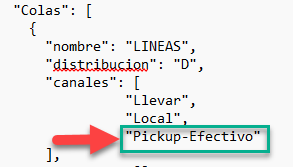 "Colas": [
{
"nombre": "LINEAS",
"distribucion": "D",
"canales": [
"Llevar",
"Local",
"Pickup-Efectivo"
],